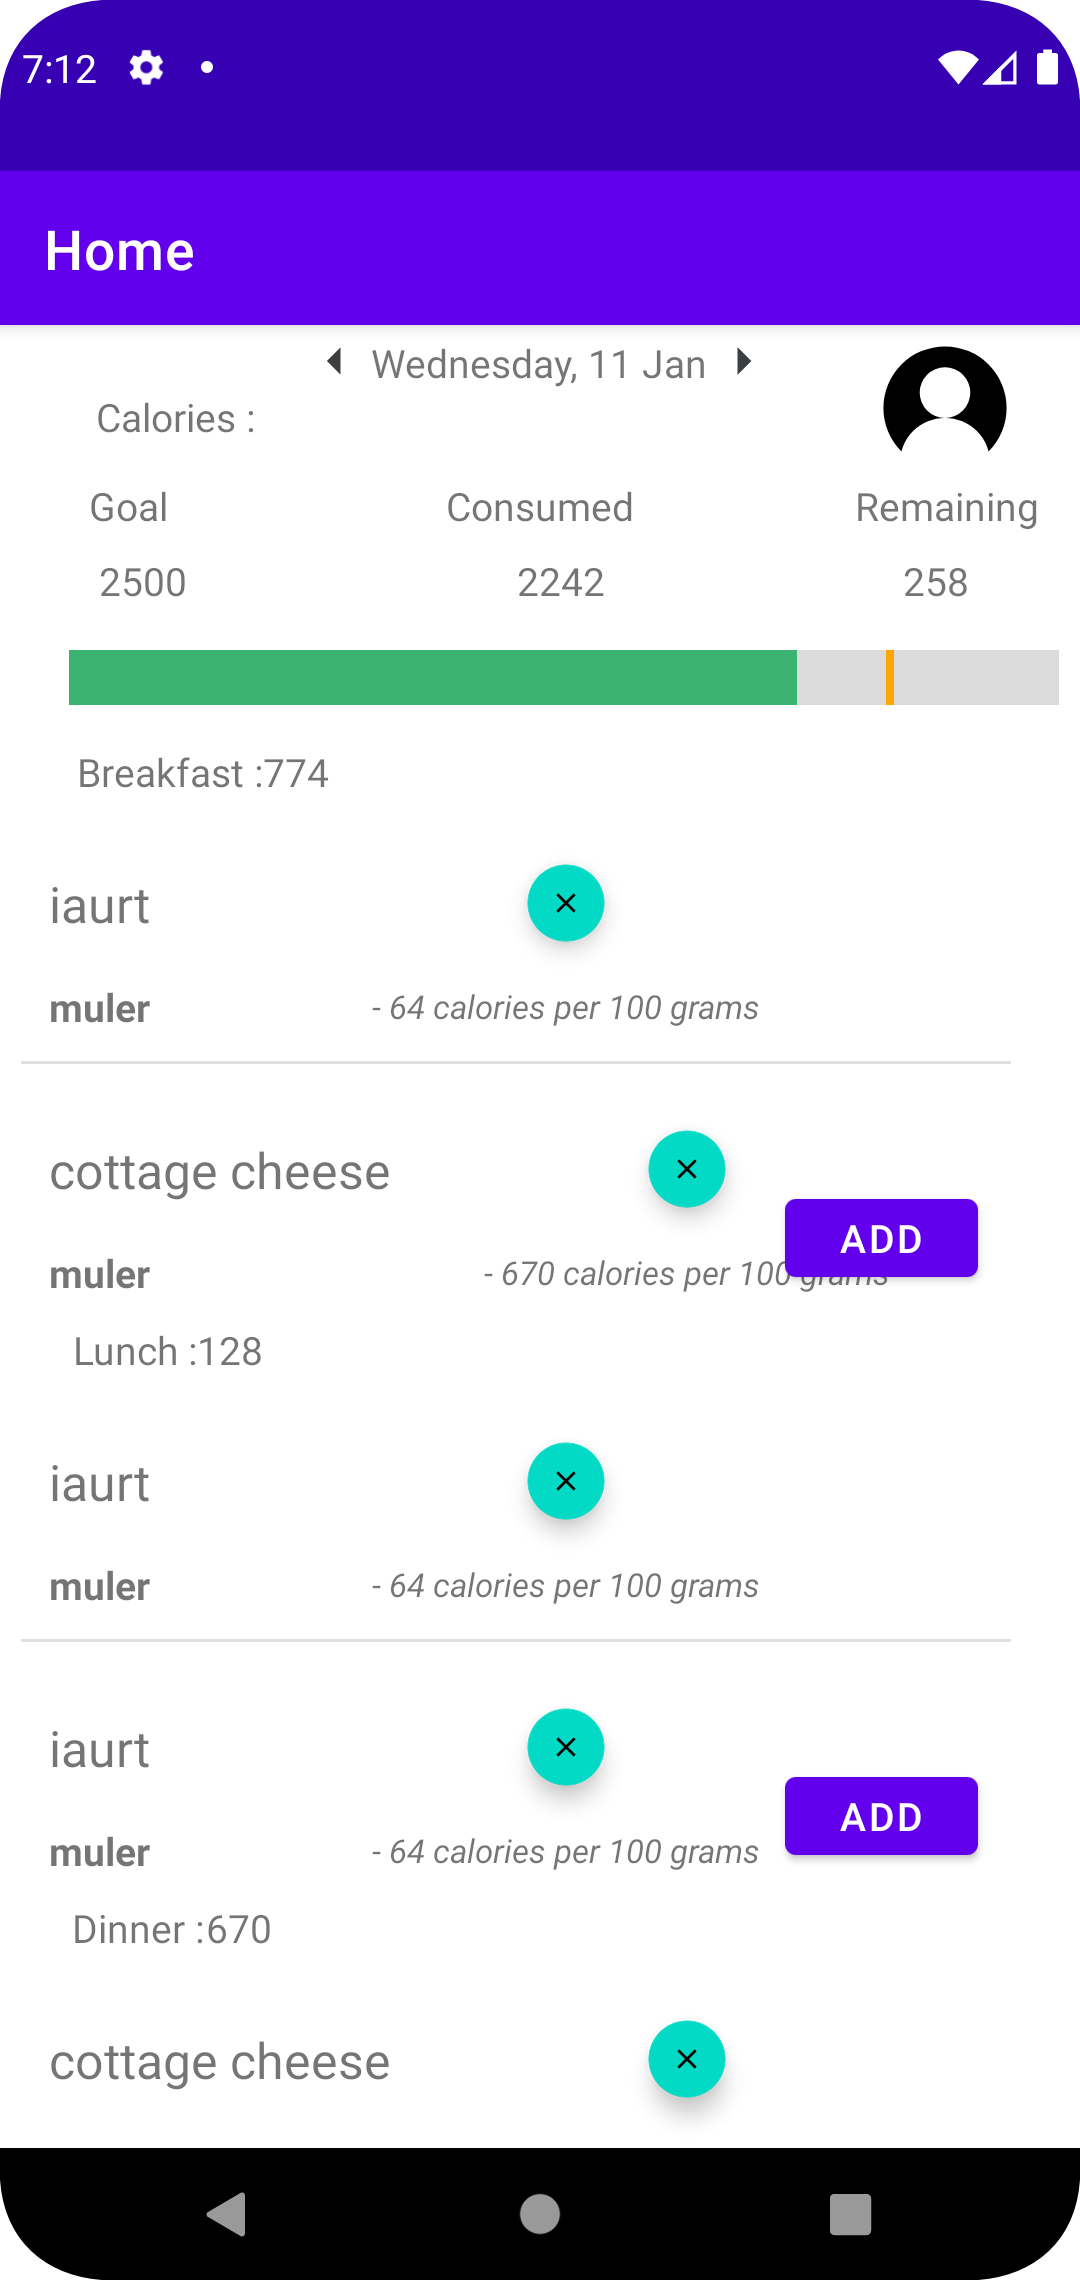 7:12
Home
Wednesday, 11 Jan
Calories :
Goal Consumed Remaining
2500 2242 258
Breakfast :774
iaurt
muler - 64 calories per 100 grams
cottage cheese
ADD
muler - 670 calories per 100 grams
Lunch :128
iaurt
muler - 64 calories per 100 grams
iaurt
ADD
muler - 64 calories per 100 grams
Dinner :670
cottage cheese